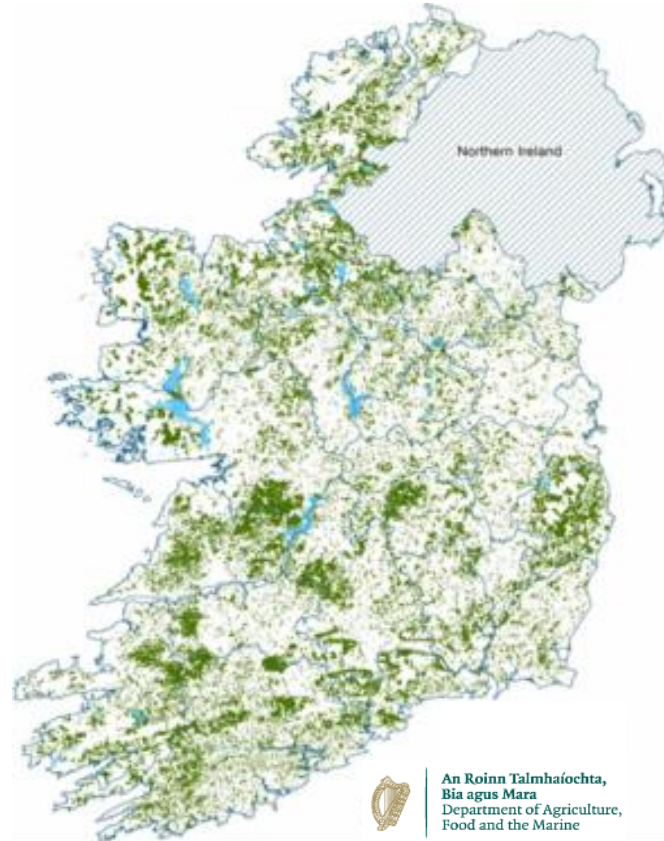 Northern Ireland
An Roinn Talmhaíochta,
Bia agus Mara
Department of Agriculture,
Food and the Marine